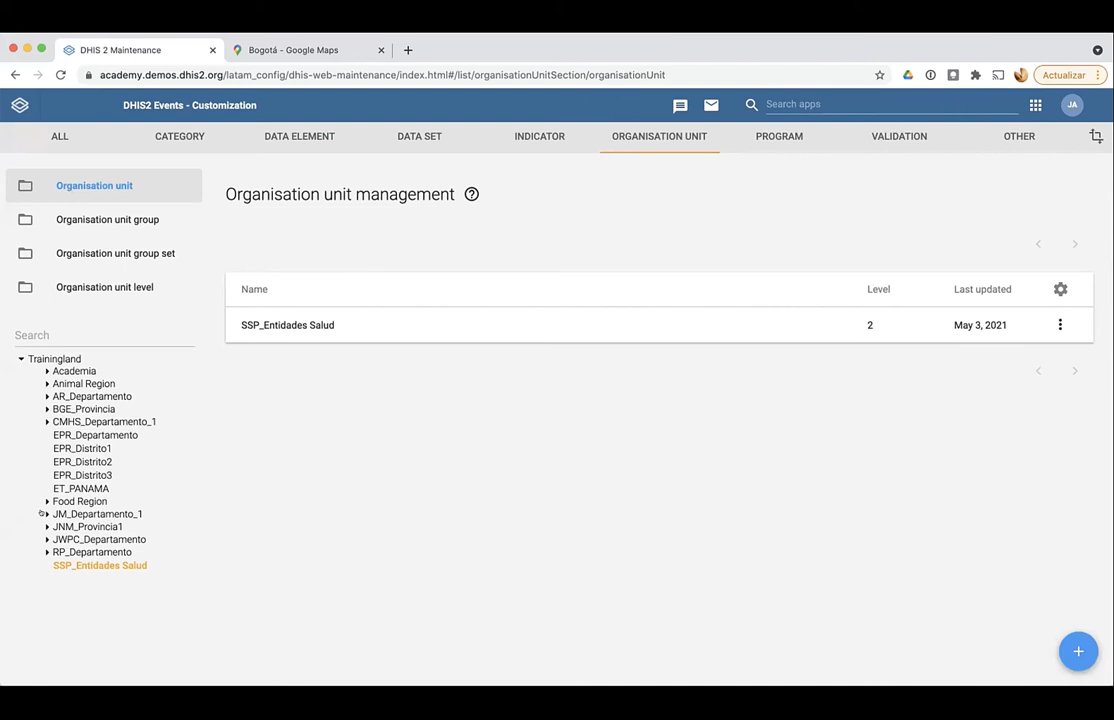 DHIS 2 Maintenance
Bogotá - Google Maps
academy.demos.dhis2.org/latam_config/dhis-web-maintenance/index.html#/list/organisationUnitSection/organisationUnit
Actualizar
DHIS2 Events - Customization
Search apps
JA
ALL
CATEGORY
DATA ELEMENT
DATA SET
INDICATOR
ORGANISATION UNIT
PROGRAM
VALIDATION
OTHER
Organisation unit
Organisation unit group
Organisation unit group set
Organisation unit level
Organisation unit management
Name
Level
Last updated
SSP_Entidades Salud
2
May 3, 2021
Search
Trainingland
Academia
Animal Region
AR_Departamento
BGE_Provincia
CMHS_Departamento_1
EPR_Departamento
EPR_Distrito1
EPR_Distrito2
EPR_Distrito3
ET_PANAMA
Food Region
JM_Departamento_1
JNM_Provincia1
JWPC_Departamento
RP_Departamento
SSP_Entidades Salud